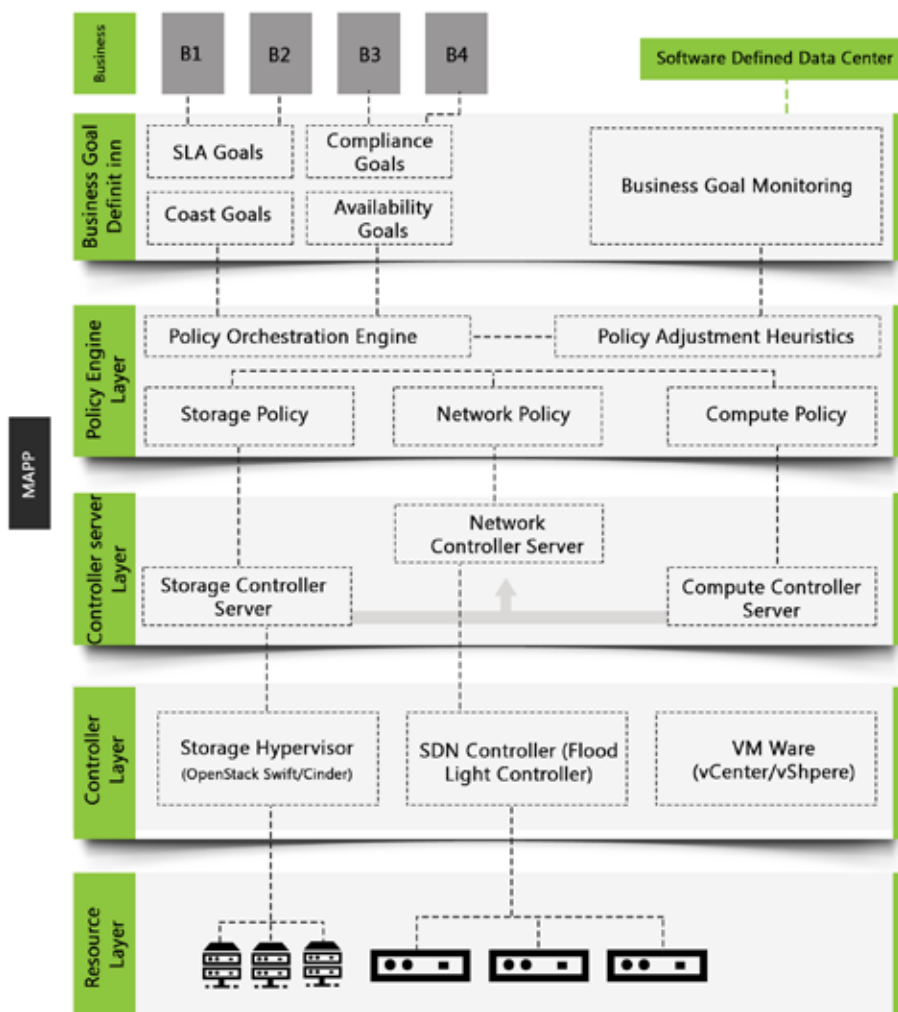 Business
B1
B2
B3
B4
Software Defined Data Center
Business Goal
Definit inn
SLA Goals
Compliance
Goals
Coast Goals
Availability
Goals
Business Goal Monitoring
Policy Engine
Layer
Policy Orchestration Engine
Policy Adjustment Heuristics
Storage Policy
Network Policy
Compute Policy
MAPP
Controller server
Layer
Network
Controller Server
Storage Controller
Server
Compute Controller
Server
Controller
Layer
Storage Hypervisor
(OpenStack Swift/Cinder)
SDN Controller (Flood
Light Controller)
VM Ware
(vCenter/vShpere)
Resource
Layer